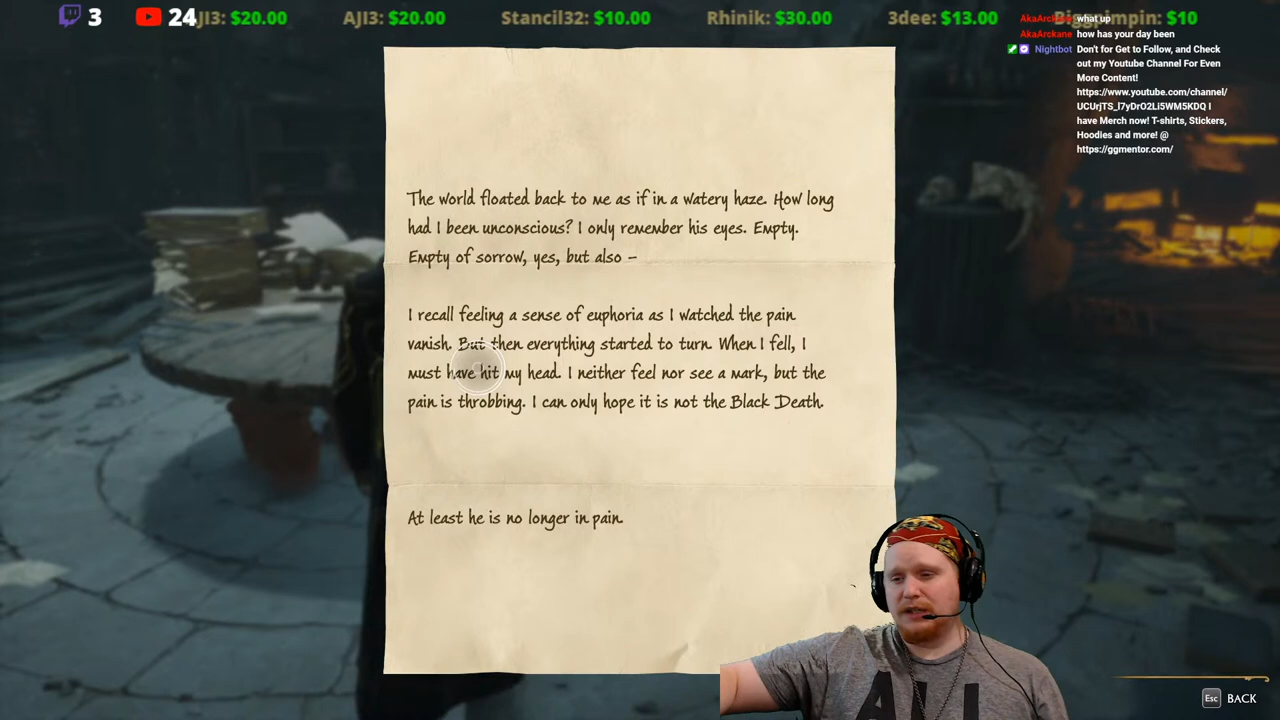 3
24
JI3: $20.00
AJI3: $20.00
Stancil32: $10.00
Rhinik: $30.00
3dee: $13.00
Biggpimpin: $10
AkaArckane what up
AkaArckane how has your day been
Nightbot Don't for Get to Follow, and Check
out my Youtube Channel For Even
More Content!
https://www.youtube.com/channel/
UCUrjTS_l7yDrO2Li5WM5KDQ I
have Merch now! T-shirts, Stickers,
Hoodies and more! @
https://ggmentor.com/
The world floated back to me as if in a watery haze. How long
had I been unconscious? I only remember his eyes. Empty.
Empty of sorrow, yes, but also –
I recall feeling a sense of euphoria as I watched the pain
vanish. But then everything started to turn. When I fell, I
must have hit my head. I neither feel nor see a mark, but the
pain is throbbing. I can only hope it is not the Black Death.
At least he is no longer in pain.
ALL
Esc BACK